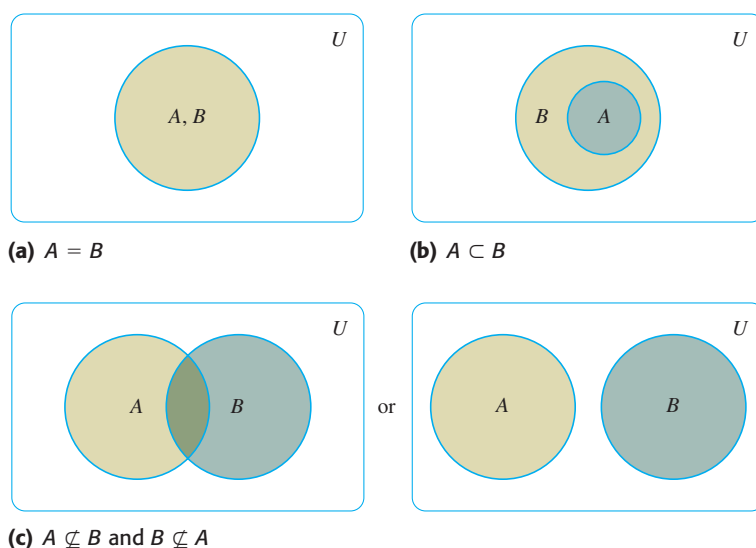 U
A, B
(a) A = B
U
B A
(b) A ⊂ B
U
A B
or
U
A B
(c) A ⊈ B and B ⊈ A